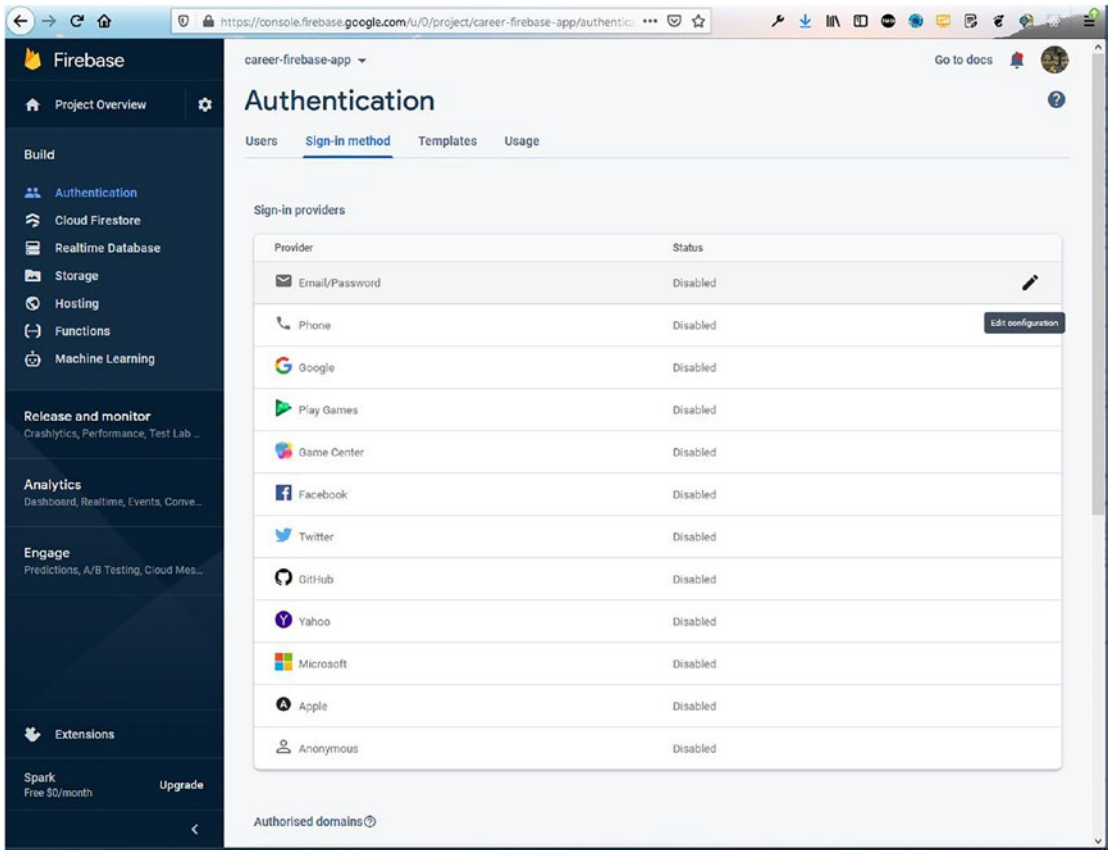 https://console.firebase.google.com/u/0/project/career-firebase-app/authentic
Firebase
career-firebase-app
Go to docs
Project Overview
Authentication
Users Sign-in method Templates Usage
Build
Authentication
Cloud Firestore
Realtime Database
Storage
Hosting
Functions
Machine Learning
Release and monitor
Crashlytics, Performance, Test Lab ...
Analytics
Dashboard, Realtime, Events, Conve...
Engage
Predictions, A/B Testing, Cloud Mes...
Extensions
Spark
Free $0/month
Upgrade
Sign-in providers
Provider Status
Email/Password Disabled
Edit configuration
Phone Disabled
Google Disabled
Play Games Disabled
Game Center Disabled
Facebook Disabled
Twitter Disabled
GitHub Disabled
Yahoo Disabled
Microsoft Disabled
Apple Disabled
Anonymous Disabled
Authorised domains